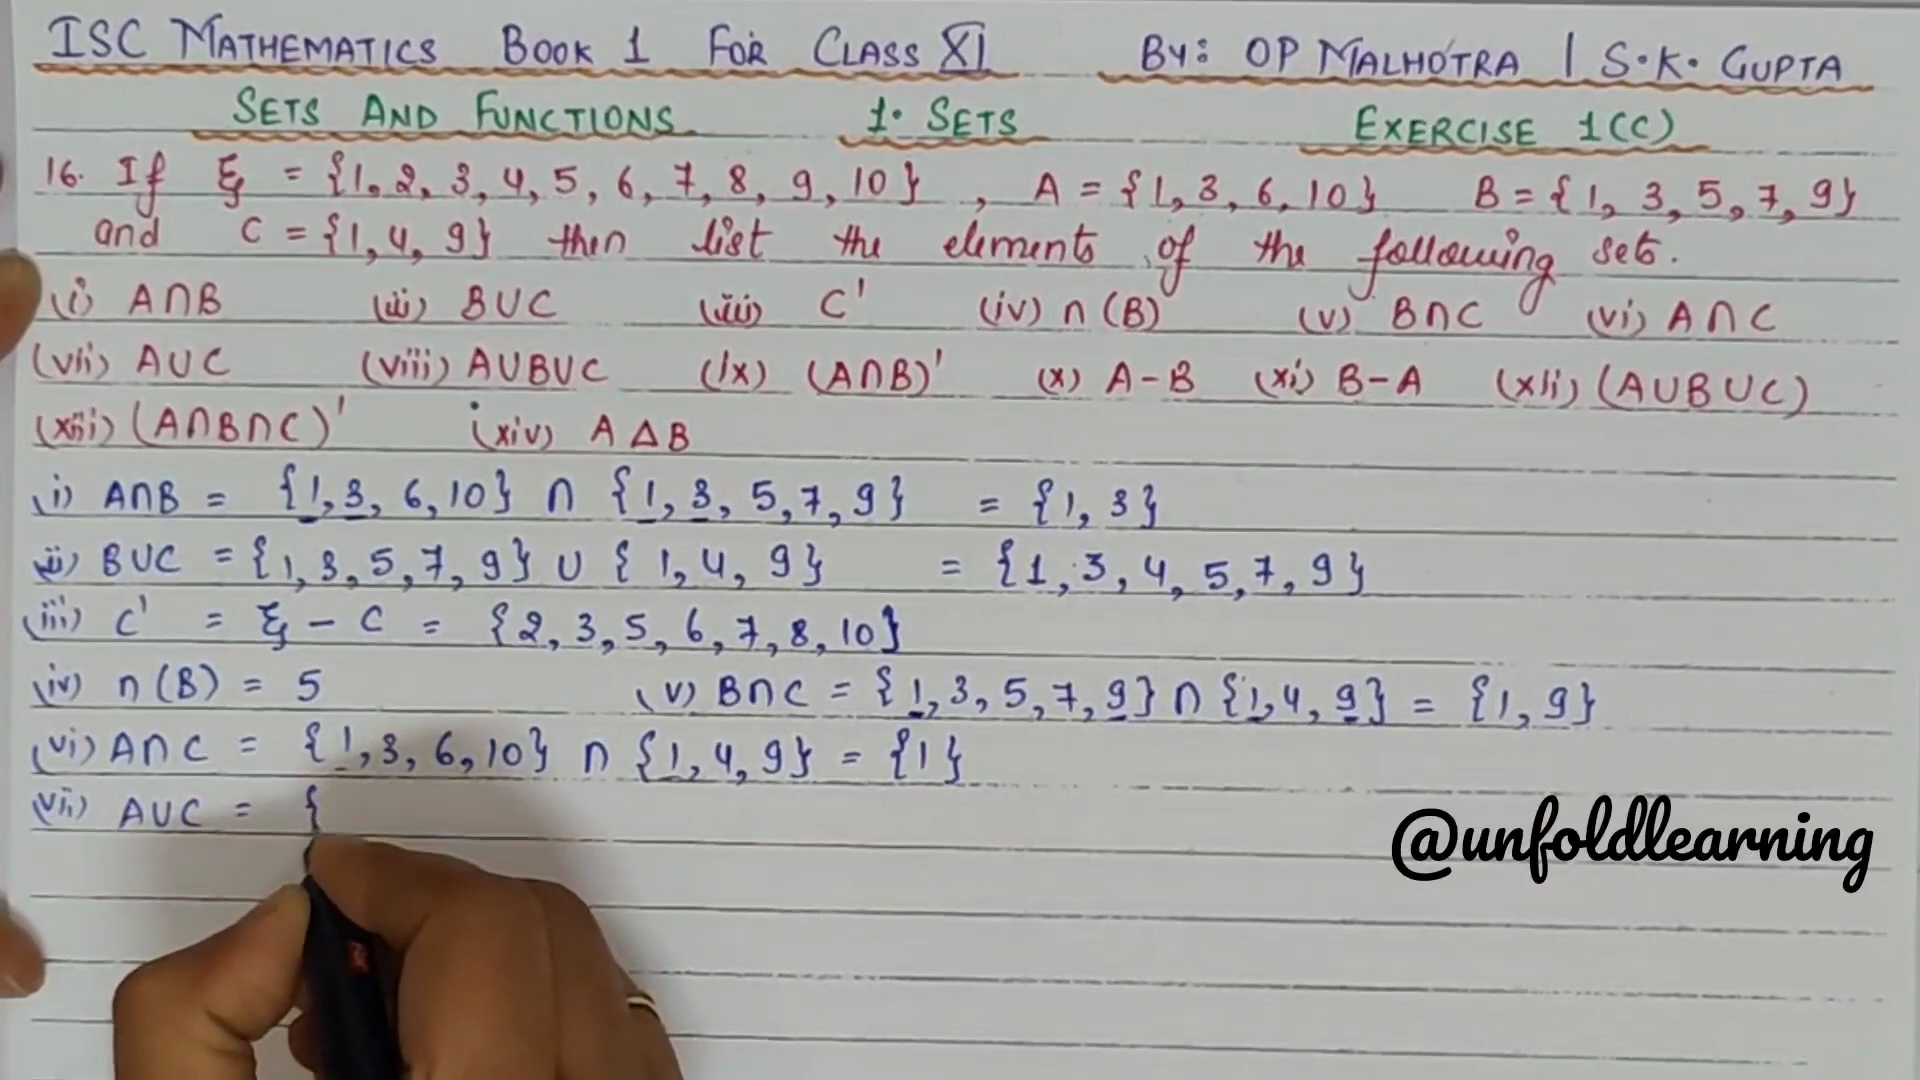 ISC MATHEMATICS BOOK 1 FOR CLASS XI BY: OP MALHOTRA | S.K. GUPTA
SETS AND FUNCTIONS 1. SETS EXERCISE 1(C)
16. If ξ = {1, 2, 3, 4, 5, 6, 7, 8, 9, 10}, A = {1, 3, 6, 10} B = {1, 3, 5, 7, 9}
and C = {1, 4, 9} then list the elements of the following sets.
(i) A∩B (ii) B∪C (iii) C' (iv) n(B) (v) B∩C (vi) A∩C
(vii) A∪C (viii) A∪B∪C (ix) (A∩B)' (x) A-B (xi) B-A (xii) (A∪B∪C)
(xiii) (A∩B∩C)' (xiv) A Δ B
(i) A∩B = {1, 3, 6, 10} ∩ {1, 3, 5, 7, 9} = {1, 3}
(ii) B∪C = {1, 3, 5, 7, 9} ∪ {1, 4, 9} = {1, 3, 4, 5, 7, 9}
(iii) C' = ξ - C = {2, 3, 5, 6, 7, 8, 10}
(iv) n(B) = 5 (v) B∩C = {1, 3, 5, 7, 9} ∩ {1, 4, 9} = {1, 9}
(vi) A∩C = {1, 3, 6, 10} ∩ {1, 4, 9} = {1}
(vii) A∪C = {
@unfoldlearning